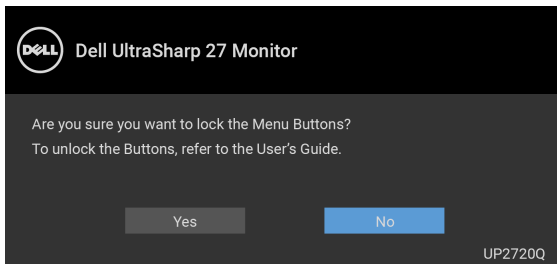 DELL
Dell UltraSharp 27 Monitor
Are you sure you want to lock the Menu Buttons?
To unlock the Buttons, refer to the User’s Guide.
Yes
No
UP2720Q